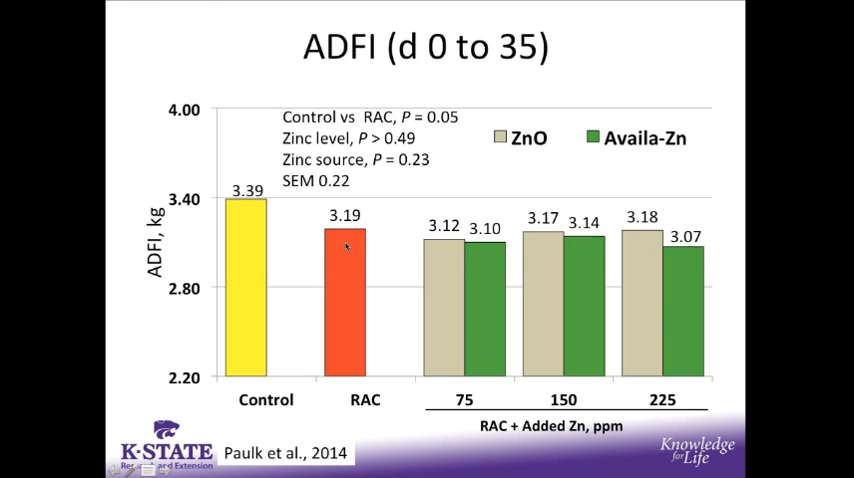 ADFI (d 0 to 35)
4.00
3.40
2.80
2.20
ADFI, kg
Control vs RAC, P = 0.05
Zinc level, P > 0.49
Zinc source, P = 0.23
SEM 0.22
ZnO
Availa-Zn
3.39
3.19
3.12
3.10
3.17
3.14
3.18
3.07
Control
RAC
75
150
225
RAC + Added Zn, ppm
K-STATE
Research and Extension
Paulk et al., 2014
Knowledge
for Life